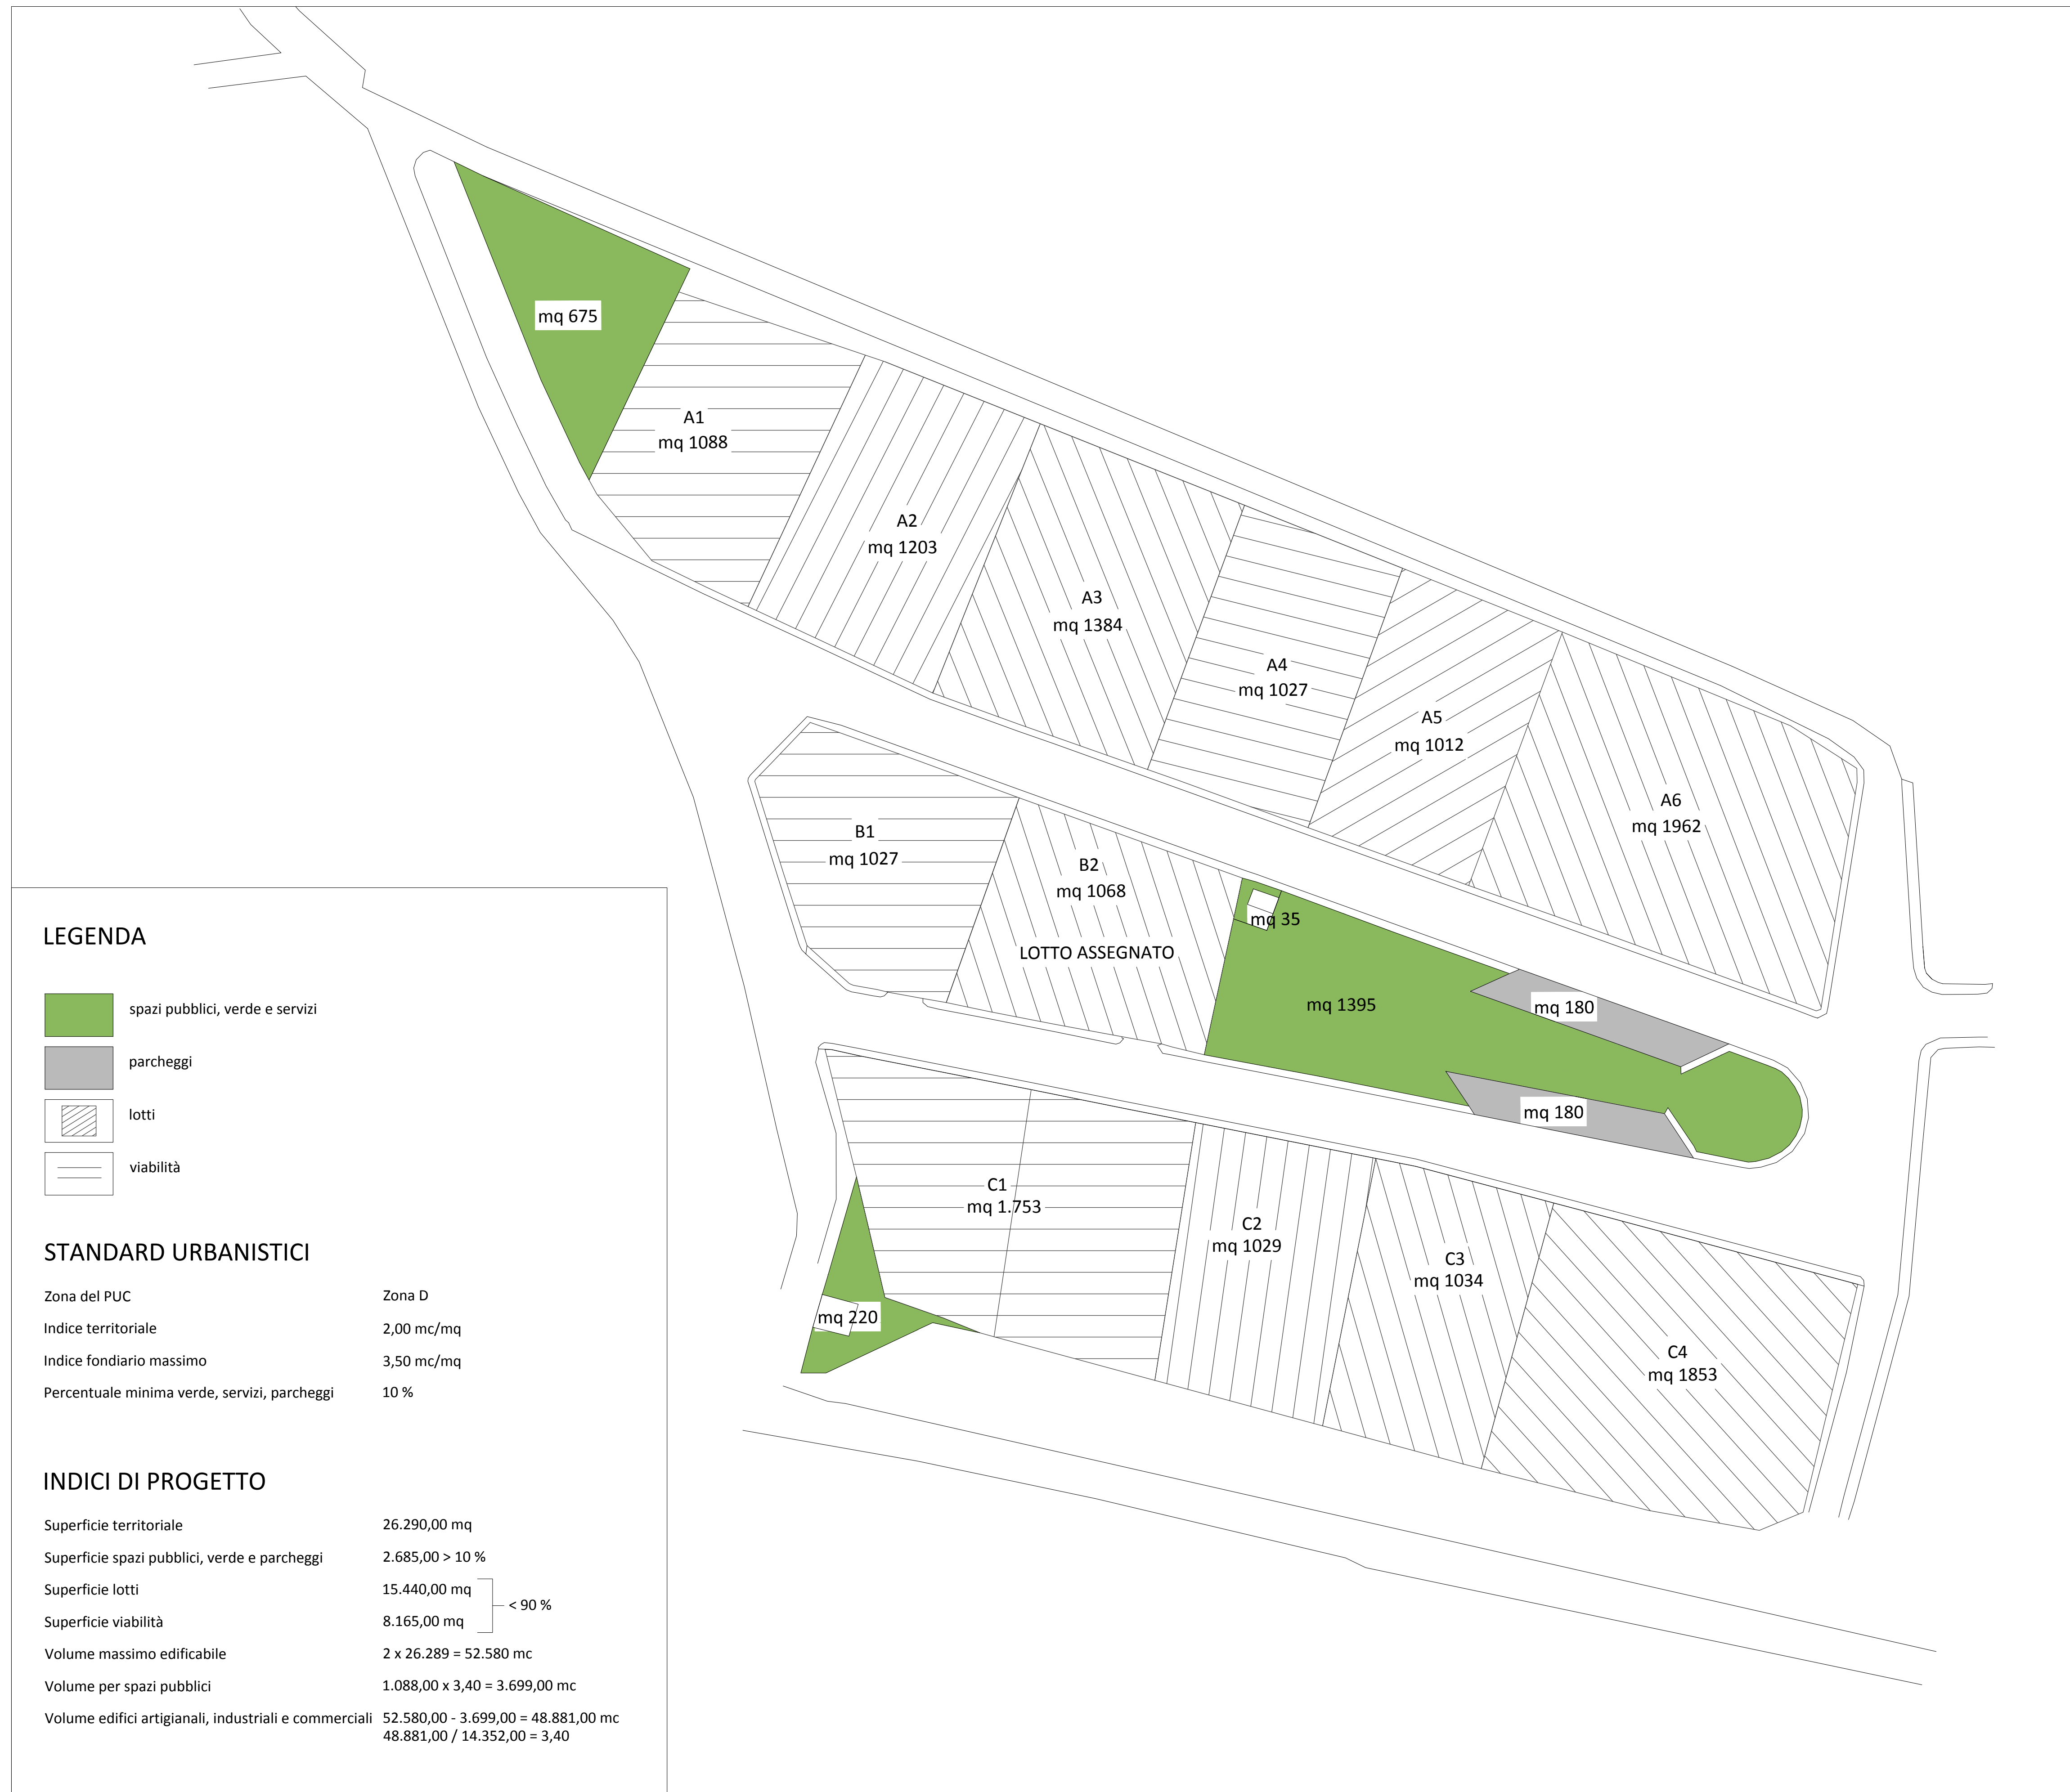 mq 675
A1
mq 1088
A2
mq 1203
A3
mq 1384
A4
mq 1027
A5
mq 1012
A6
mq 1962
B1
mq 1027
B2
mq 1068
LOTTO ASSEGNATO
mq 35
mq 1395
mq 180
mq 180
C1
mq 1.753
C2
mq 1029
C3
mq 1034
C4
mq 1853
mq 220
LEGENDA
spazi pubblici, verde e servizi
parcheggi
lotti
viabilità
STANDARD URBANISTICI
Zona del PUC Zona D
Indice territoriale 2,00 mc/mq
Indice fondiario massimo 3,50 mc/mq
Percentuale minima verde, servizi, parcheggi 10 %
INDICI DI PROGETTO
Superficie territoriale 26.290,00 mq
Superficie spazi pubblici, verde e parcheggi 2.685,00 > 10 %
Superficie lotti 15.440,00 mq
< 90 %
Superficie viabilità 8.165,00 mq
Volume massimo edificabile 2 x 26.289 = 52.580 mc
Volume per spazi pubblici 1.088,00 x 3,40 = 3.699,00 mc
Volume edifici artigianali, industriali e commerciali 52.580,00 - 3.699,00 = 48.881,00 mc
48.881,00 / 14.352,00 = 3,40